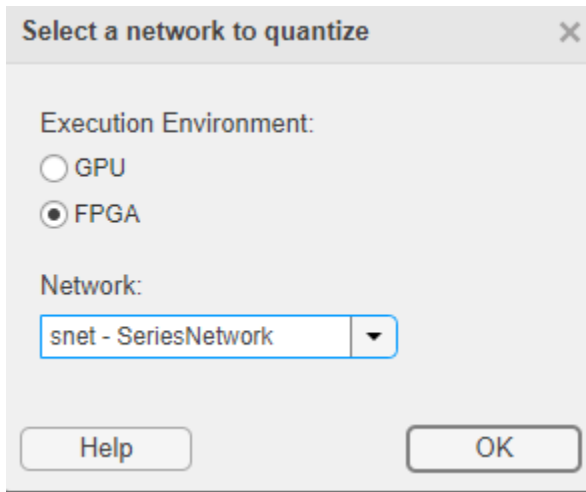 Select a network to quantize
Execution Environment:
GPU
FPGA
Network:
snet - SeriesNetwork
Help
OK